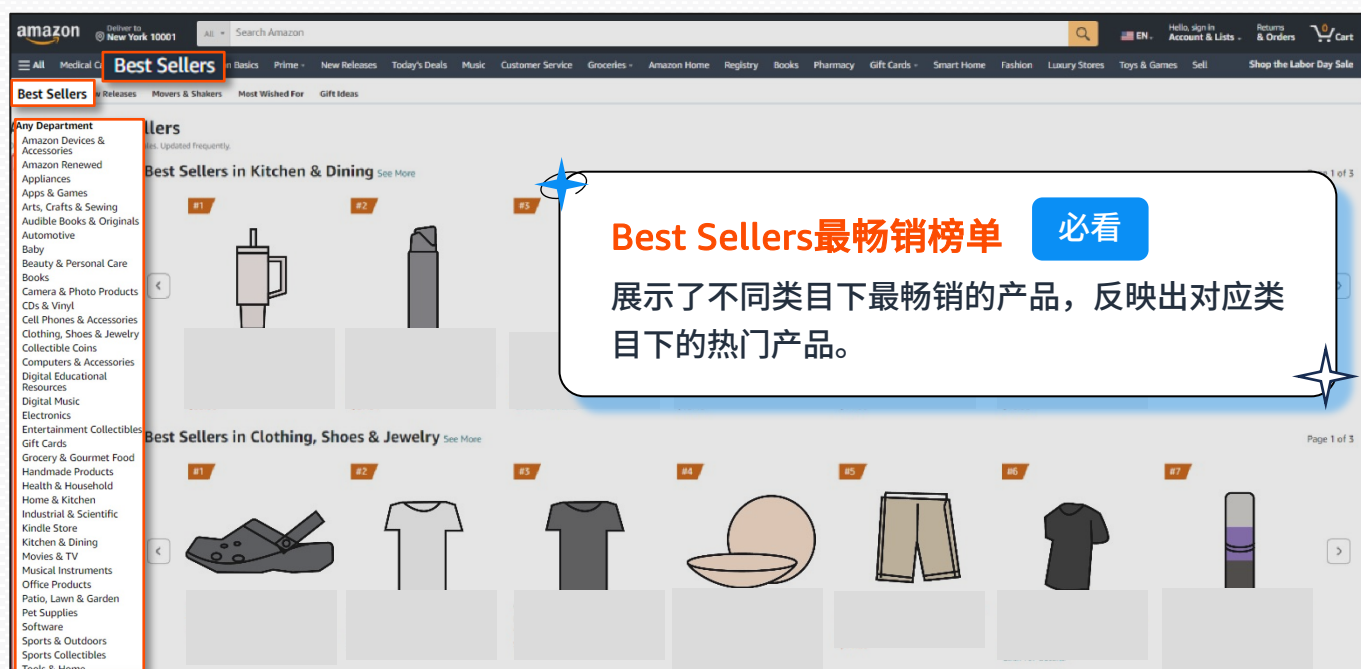 amazon
Deliver to
New York 10001
All
Search Amazon
EN
Hello, sign in
Account & Lists
Returns
& Orders
0
Cart
All
Medical
Best Sellers
Basics
Prime
New Releases
Today's Deals
Music
Customer Service
Groceries
Amazon Home
Registry
Books
Pharmacy
Gift Cards
Smart Home
Fashion
Luxury Stores
Toys & Games
Sell
Shop the Labor Day Sale
Best Sellers
Releases
Movers & Shakers
Most Wished For
Gift Ideas
Any Department
Amazon Devices &
Accessories
Amazon Renewed
Appliances
Apps & Games
Arts, Crafts & Sewing
Audible Books & Originals
Automotive
Baby
Beauty & Personal Care
Books
Camera & Photo Products
CDs & Vinyl
Cell Phones & Accessories
Clothing, Shoes & Jewelry
Collectible Coins
Computers & Accessories
Digital Educational
Resources
Digital Music
Electronics
Entertainment Collectibles
Gift Cards
Grocery & Gourmet Food
Handmade Products
Health & Household
Home & Kitchen
Industrial & Scientific
Kindle Store
Kitchen & Dining
Movies & TV
Musical Instruments
Office Products
Patio, Lawn & Garden
Pet Supplies
Software
Sports & Outdoors
Sports Collectibles
Tools & Home
llers
les. Updated frequently.
Best Sellers in Kitchen & Dining See More
1 of 3
#1
#2
#3
Best Sellers最畅销榜单
必看
展示了不同类目下最畅销的产品，反映出对应类
目下的热门产品。
Best Sellers in Clothing, Shoes & Jewelry See More
Page 1 of 3
#1
#2
#3
#4
#5
#6
#7